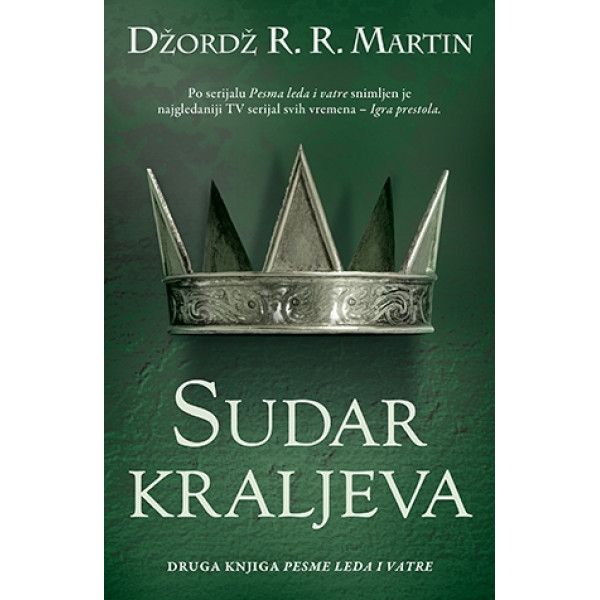 DŽORDŽ R. R. MARTIN
Po serijalu Pesma leda i vatre snimljen je
najgledaniji TV serijal svih vremena – Igra prestola.
SUDAR
KRALJEVA
DRUGA KNJIGA PESME LEDA I VATRE